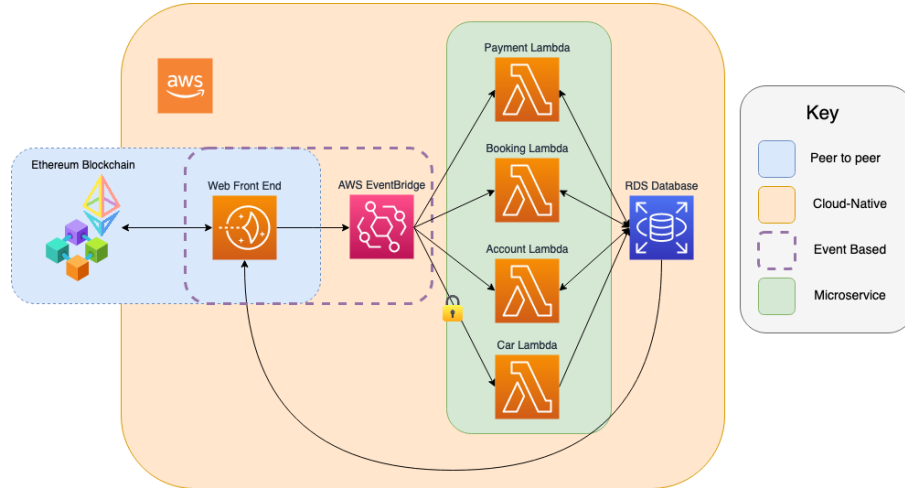 Payment Lambda
aws
Key
Ethereum Blockchain
Booking Lambda
Peer to peer
Web Front End
AWS EventBridge
RDS Database
Cloud-Native
Account Lambda
Event Based
Microservice
Car Lambda